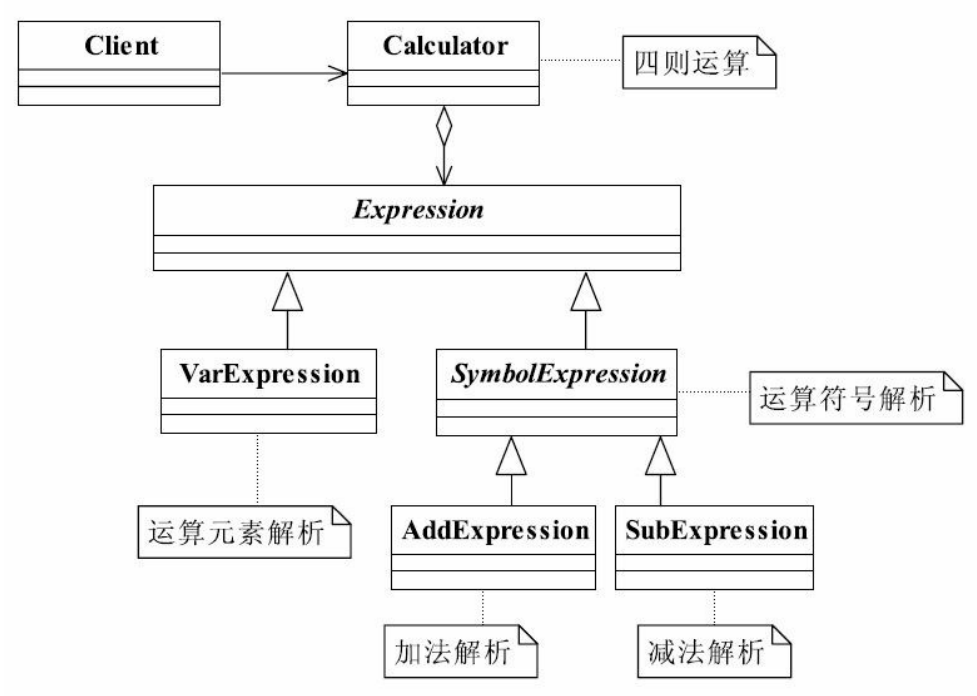 Client
Calculator
四则运算
Expression
VarExpression
SymbolExpression
运算符号解析
运算元素解析
AddExpression
SubExpression
加法解析
减法解析